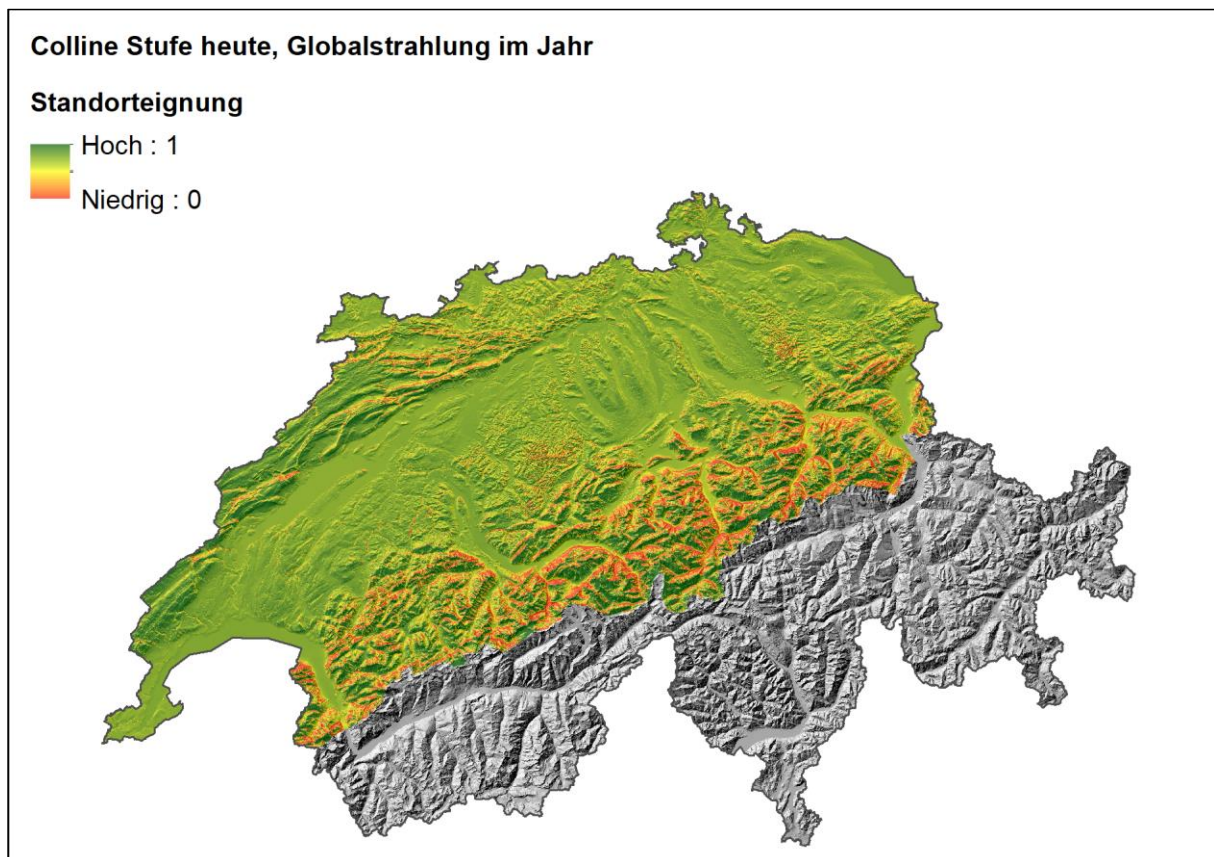 Colline Stufe heute, Globalstrahlung im Jahr
Standorteignung
Hoch : 1
Niedrig : 0